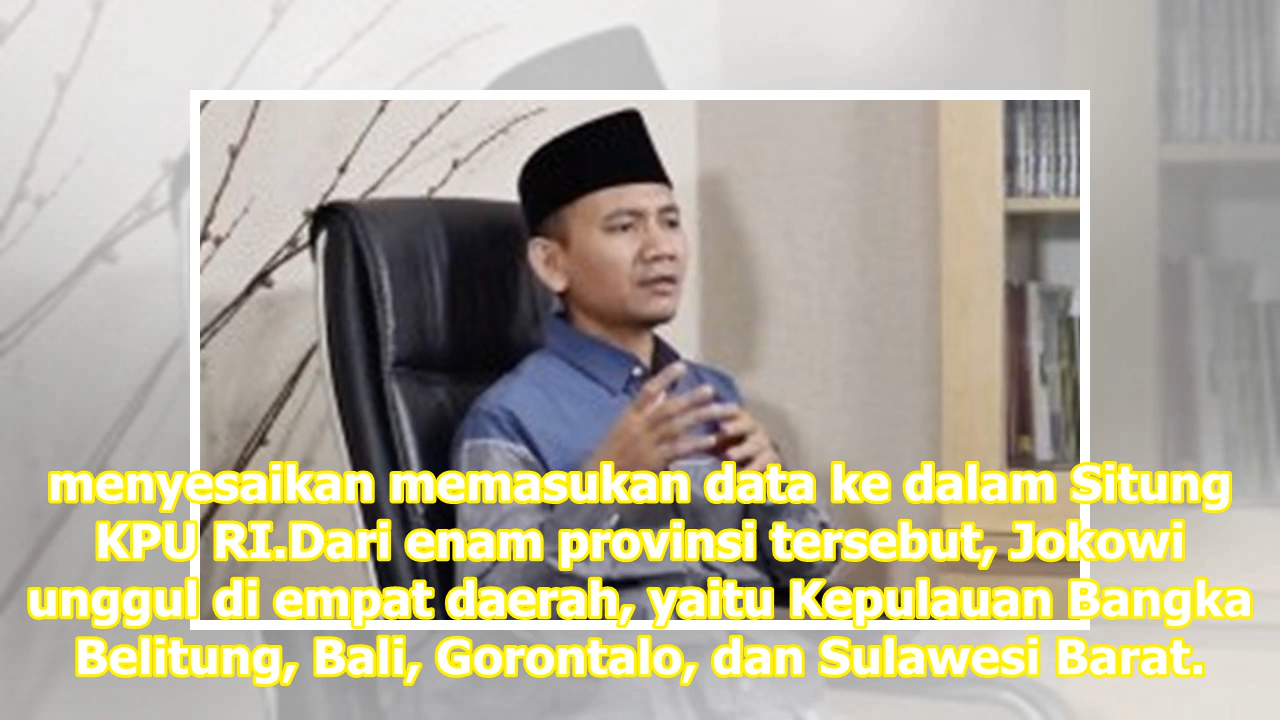 menyesaikan memasukan data ke dalam Situng
KPU RI.Dari enam provinsi tersebut, Jokowi
unggul di empat daerah, yaitu Kepulauan Bangka
Belitung, Bali, Gorontalo, dan Sulawesi Barat.